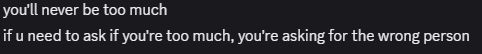 you'll never be too much
if u need to ask if you're too much, you're asking for the wrong person